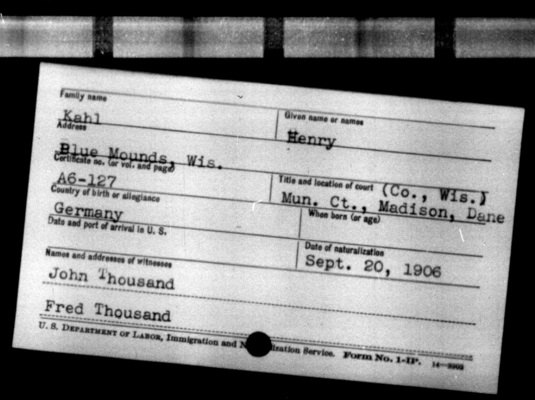 Family name
Given name or names
Kahl
Henry
Address
Blue Mounds, Wis.
Certificate no. (or vol. and page)
Title and location of court (Co., Wis.)
A6-127
Mun. Ct., Madison, Dane
Country of birth or allegiance
When born (or age)
Germany
Date and port of arrival in U. S.
Date of naturalization
Sept. 20, 1906
Names and addresses of witnesses
John Thousand
Fred Thousand
U. S. DEPARTMENT OF LABOR, Immigration and Service. Form No. 1-IP.